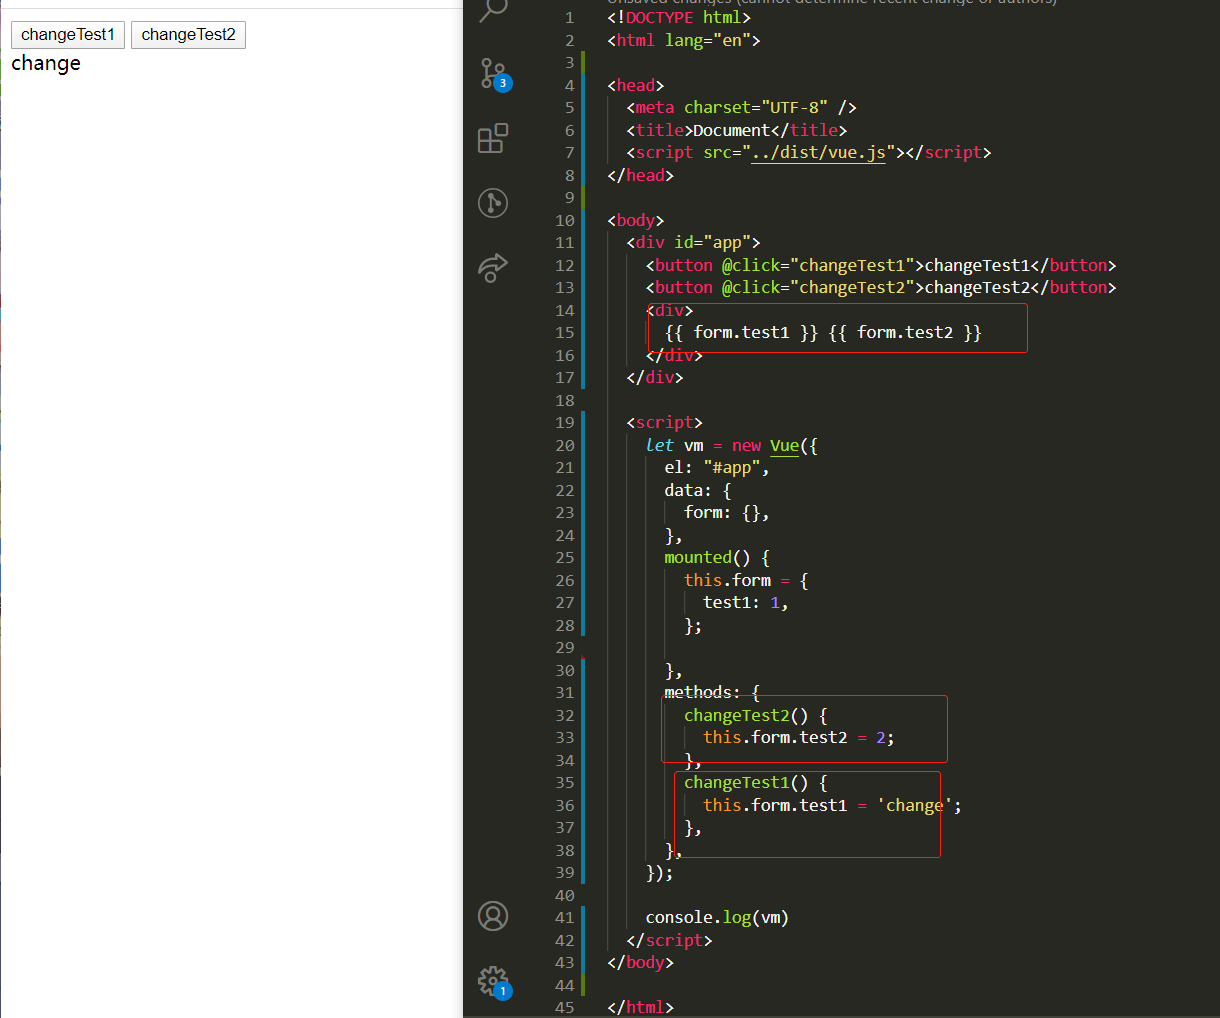 changeTest1 changeTest2
change
Unsaved changes (cannot determine recent change or authors)
3
1
1 <!DOCTYPE html>
2 <html lang="en">
3
4 <head>
5 <meta charset="UTF-8" />
6 <title>Document</title>
7 <script src="../dist/vue.js"></script>
8 </head>
9
10 <body>
11 <div id="app">
12 <button @click="changeTest1">changeTest1</button>
13 <button @click="changeTest2">changeTest2</button>
14 <div>
15 {{ form.test1 }} {{ form.test2 }}
16 </div>
17 </div>
18
19 <script>
20 let vm = new Vue({
21 el: "#app",
22 data: {
23 form: {},
24 },
25 mounted() {
26 this.form = {
27 test1: 1,
28 };
29
30 },
31 methods: {
32 changeTest2() {
33 this.form.test2 = 2;
34 },
35 changeTest1() {
36 this.form.test1 = 'change';
37 },
38 },
39 });
40
41 console.log(vm)
42 </script>
43 </body>
44
45 </html>